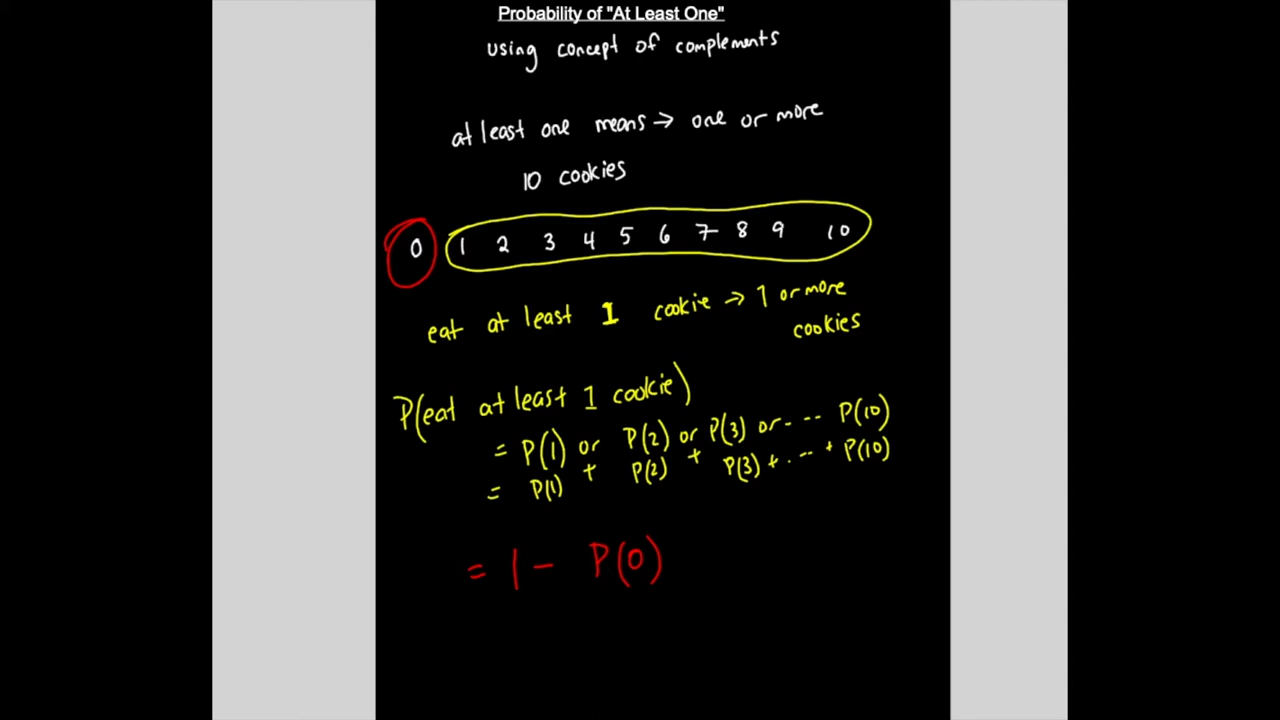 Probability of "At Least One"
using concept of complements
at least one means → one or more
10 cookies
0 1 2 3 4 5 6 7 8 9 10
eat at least 1 cookie → 1 or more
cookies
P(eat at least 1 cookie)
= P(1) or P(2) or P(3) or - - - - P(10)
= P(1) + P(2) + P(3) + . - - + P(10)
= 1 - P(0)